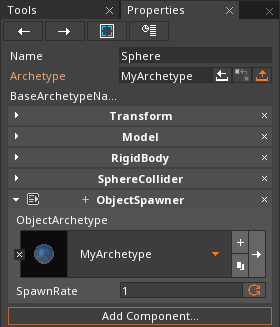 Tools Properties
Name Sphere
Archetype MyArchetype
BaseArchetypeNa...
Transform
Model
RigidBody
SphereCollider
+ ObjectSpawner
ObjectArchetype
MyArchetype
SpawnRate 1
Add Component...